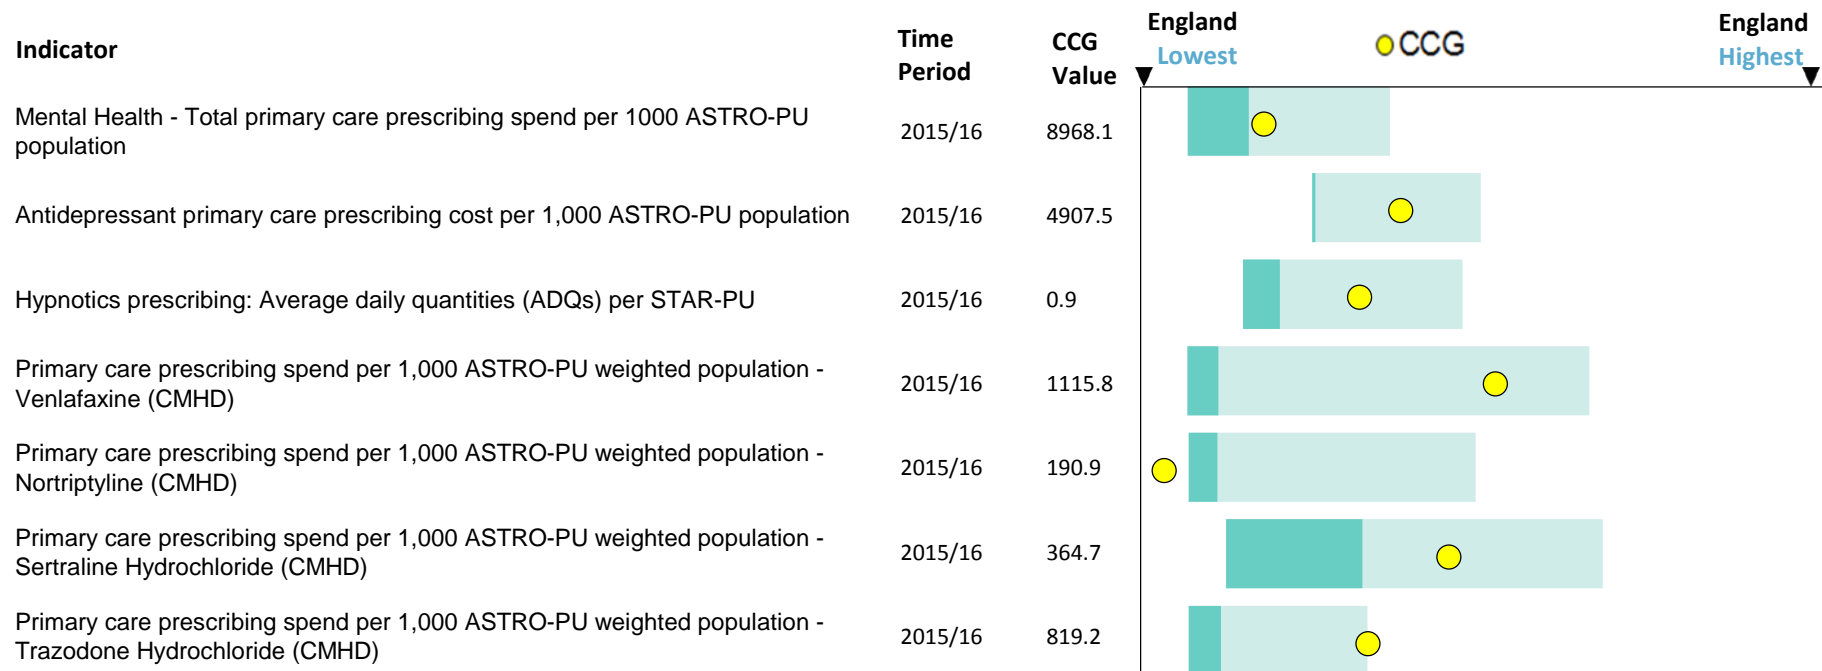 Indicator
Time
Period
CCG
Value
England
Lowest
CCG
England
Highest
Mental Health - Total primary care prescribing spend per 1000 ASTRO-PU
population
2015/16
8968.1
Antidepressant primary care prescribing cost per 1,000 ASTRO-PU population
2015/16
4907.5
Hypnotics prescribing: Average daily quantities (ADQs) per STAR-PU
2015/16
0.9
Primary care prescribing spend per 1,000 ASTRO-PU weighted population -
Venlafaxine (CMHD)
2015/16
1115.8
Primary care prescribing spend per 1,000 ASTRO-PU weighted population -
Nortriptyline (CMHD)
2015/16
190.9
Primary care prescribing spend per 1,000 ASTRO-PU weighted population -
Sertraline Hydrochloride (CMHD)
2015/16
364.7
Primary care prescribing spend per 1,000 ASTRO-PU weighted population -
Trazodone Hydrochloride (CMHD)
2015/16
819.2